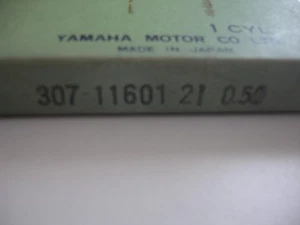 1 CYL
YAMAHA MOTOR CO LTD
MADE IN JAPAN
307-11601 21 0.50